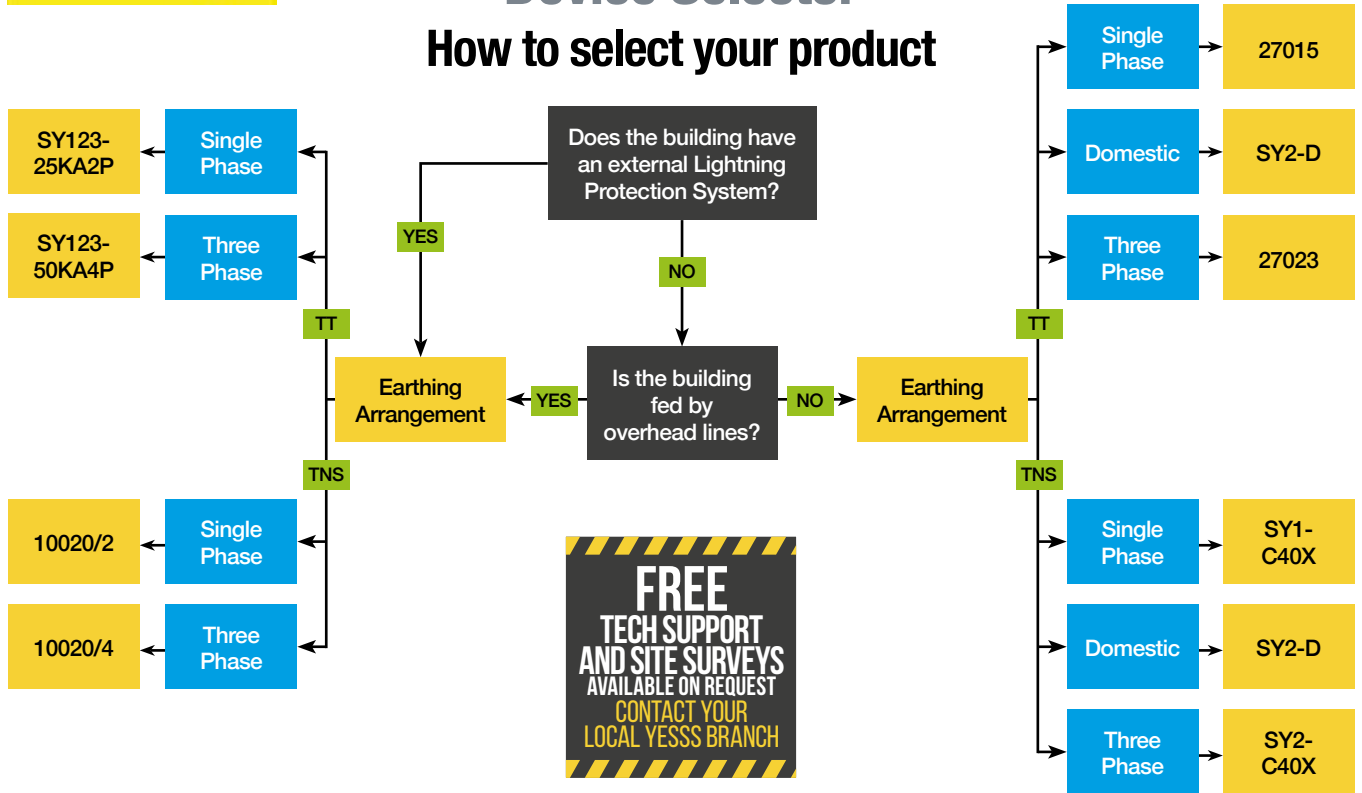 Device Selector
How to select your product
Does the building have
an external Lightning
Protection System?
YES
NO
Is the building
fed by
overhead lines?
YES
NO
Earthing
Arrangement
TT
Single
Phase
SY123-
25KA2P
Three
Phase
SY123-
50KA4P
TNS
Single
Phase
10020/2
Three
Phase
10020/4
Earthing
Arrangement
TT
Single
Phase
27015
Domestic
SY2-D
Three
Phase
27023
TNS
Single
Phase
SY1-
C40X
Domestic
SY2-D
Three
Phase
SY2-
C40X
FREE
TECH SUPPORT
AND SITE SURVEYS
AVAILABLE ON REQUEST
CONTACT YOUR
LOCAL YESSS BRANCH